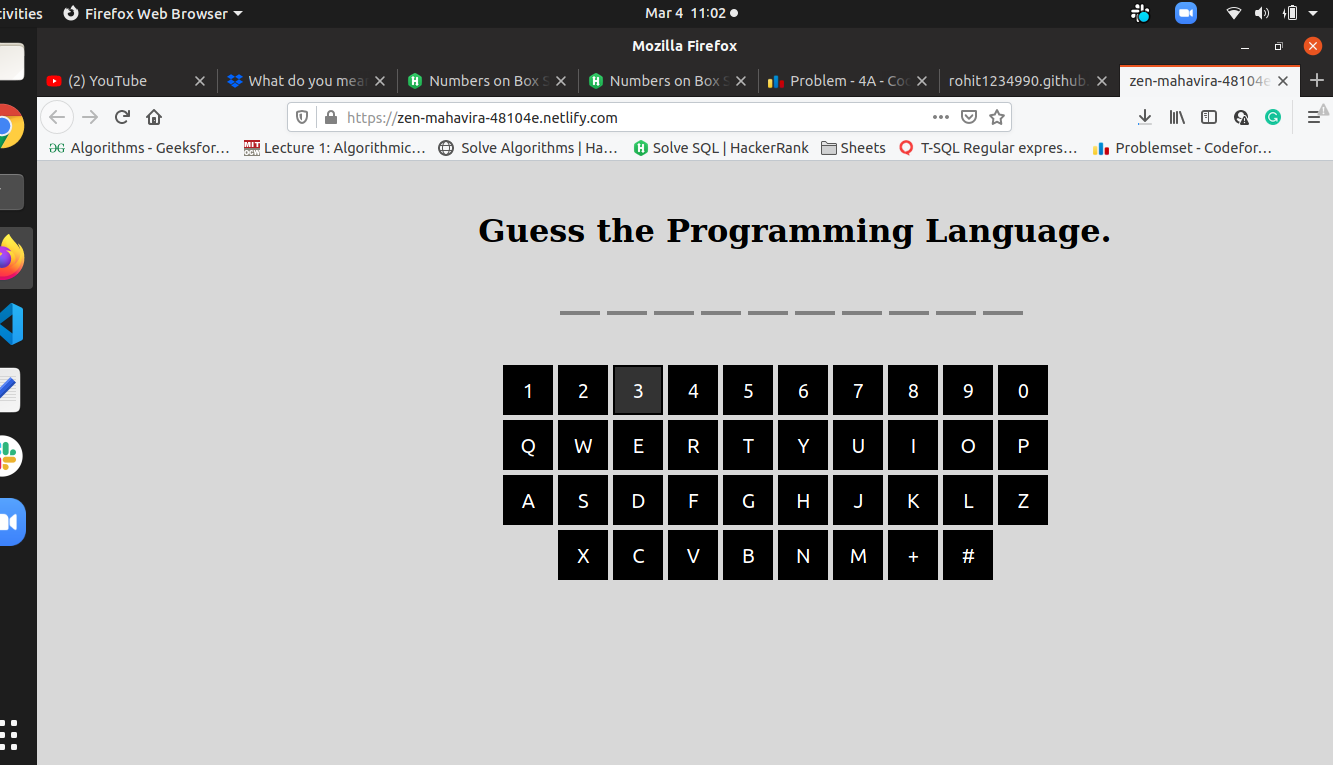 ivities Firefox Web Browser Mar 4 11:02
Mozilla Firefox
(2) YouTube What do you mea Numbers on Box S Numbers on Box S Problem - 4A - Co rohit1234990.github. zen-mahavira-48104e
https://zen-mahavira-48104e.netlify.com
Algorithms - Geeksfor… Lecture 1: Algorithmic… Solve Algorithms | Ha… Solve SQL | HackerRank Sheets T-SQL Regular expres… Problemset - Codefor…
Guess the Programming Language.
1 2 3 4 5 6 7 8 9 0
Q W E R T Y U I O P
A S D F G H J K L Z
X C V B N M + #